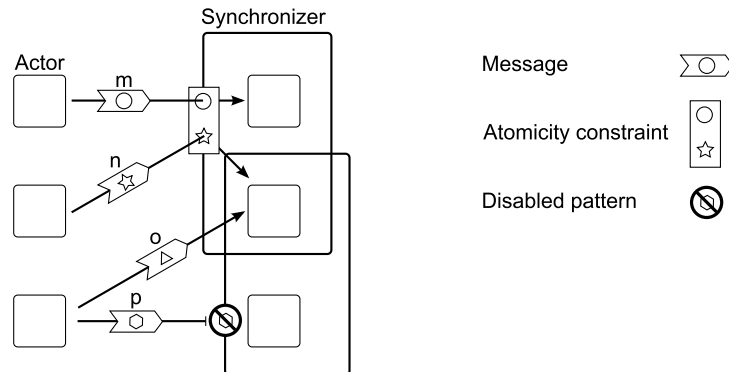 Synchronizer
Actor
m
n
o
p
Message
Atomicity constraint
Disabled pattern